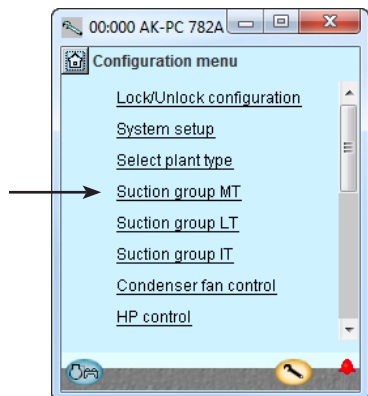 00:000 AK-PC 782A
Configuration menu
Lock/Unlock configuration
System setup
Select plant type
Suction group MT
Suction group LT
Suction group IT
Condenser fan control
HP control